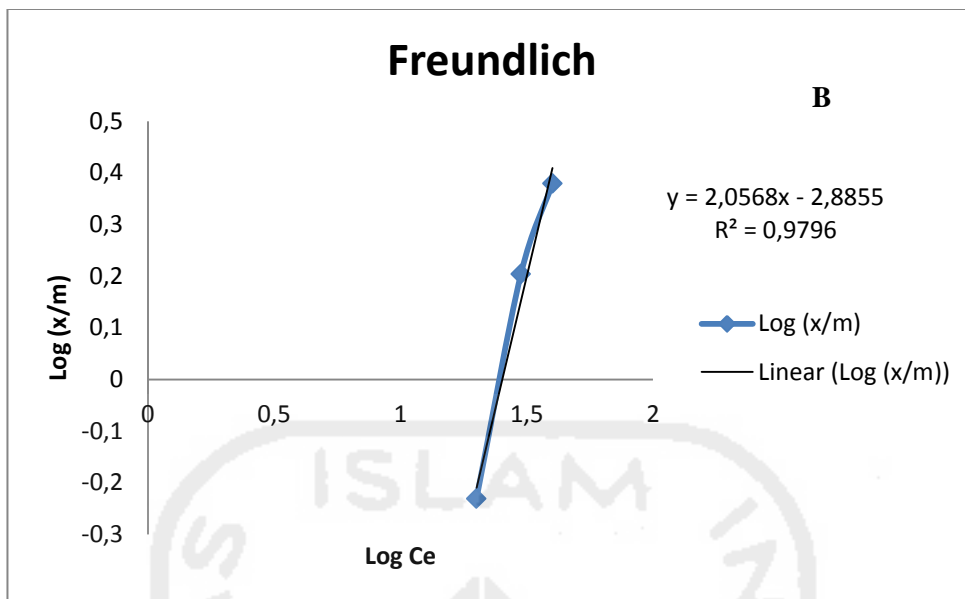 Freundlich
B
0,5
0,4
0,3
0,2
0,1
0
-0,1
-0,2
-0,3
0
0,5
1
1,5
2
Log (x/m)
Log Ce
y = 2,0568x - 2,8855
R² = 0,9796
Log (x/m)
Linear (Log (x/m))
ISLAM